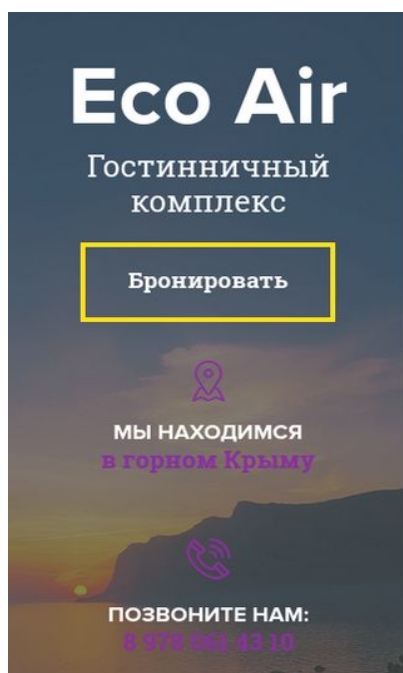 Eco Air
Гостинничный
комплекс
Бронировать
МЫ НАХОДИМСЯ
в горном Крыму
ПОЗВОНИТЕ НАМ:
8 978 061 43 10